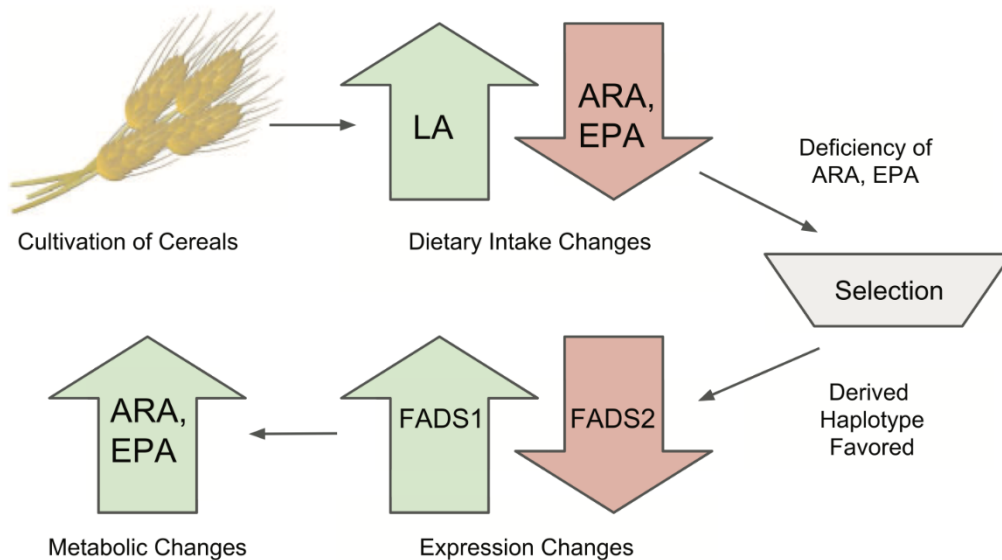 Cultivation of Cereals
LA
ARA,
EPA
Dietary Intake Changes
Deficiency of
ARA, EPA
Selection
Derived
Haplotype
Favored
FADS1
FADS2
Expression Changes
ARA,
EPA
Metabolic Changes